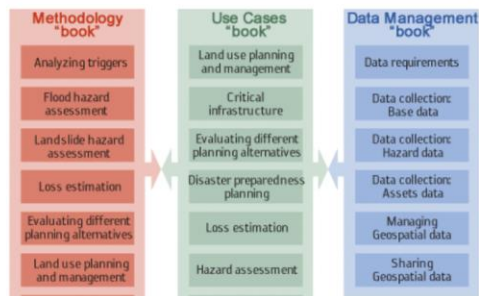 Methodology
"book"
Analyzing triggers
Flood hazard
assessment
Landslide hazard
assessment
Loss estimation
Evaluating different
planning alternatives
Land use planning
and management
Use Cases
"book"
Land use planning
and management
Critical
infrastructure
Evaluating different
planning alternatives
Disaster preparedness
planning
Loss estimation
Hazard assessment
Data Management
"book"
Data requirements
Data collection:
Base data
Data collection:
Hazard data
Data collection:
Assets data
Managing
Geospatial data
Sharing
Geospatial data